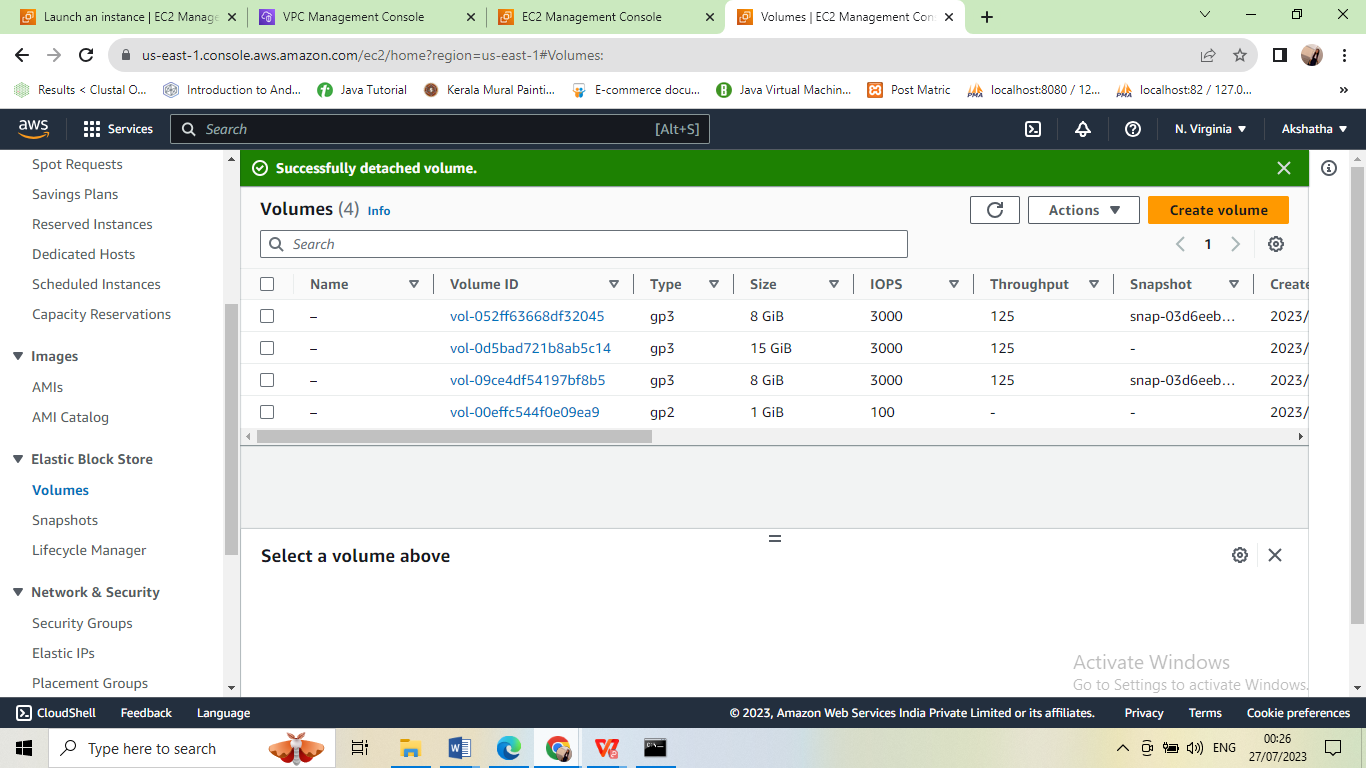 Launch an instance | EC2 Manage
VPC Management Console
EC2 Management Console
Volumes | EC2 Management Con
us-east-1.console.aws.amazon.com/ec2/home?region=us-east-1#Volumes:
Results < Clustal O...
Introduction to And...
Java Tutorial
Kerala Mural Painti...
E-commerce docu...
Java Virtual Machin...
Post Matric
localhost:8080 / 12...
localhost:82 / 127.0...
»
aws
Services
Search
[Alt+S]
N. Virginia
Akshatha
Spot Requests
Savings Plans
Reserved Instances
Dedicated Hosts
Scheduled Instances
Capacity Reservations
Images
AMIs
AMI Catalog
Elastic Block Store
Volumes
Snapshots
Lifecycle Manager
Network & Security
Security Groups
Elastic IPs
Placement Groups
Successfully detached volume.
Volumes (4) Info
Actions
Create volume
Search
1
Name Volume ID Type Size IOPS Throughput Snapshot Create
– vol-052ff63668df32045 gp3 8 GiB 3000 125 snap-03d6eeb... 2023/
– vol-0d5bad721b8ab5c14 gp3 15 GiB 3000 125 - 2023/
– vol-09ce4df54197bf8b5 gp3 8 GiB 3000 125 snap-03d6eeb... 2023/
– vol-00effc544f0e09ea9 gp2 1 GiB 100 - - 2023/
Select a volume above
Activate Windows
Go to Settings to activate Windows.
CloudShell
Feedback
Language
© 2023, Amazon Web Services India Private Limited or its affiliates.
Privacy
Terms
Cookie preferences
Type here to search
ENG
00:26
27/07/2023